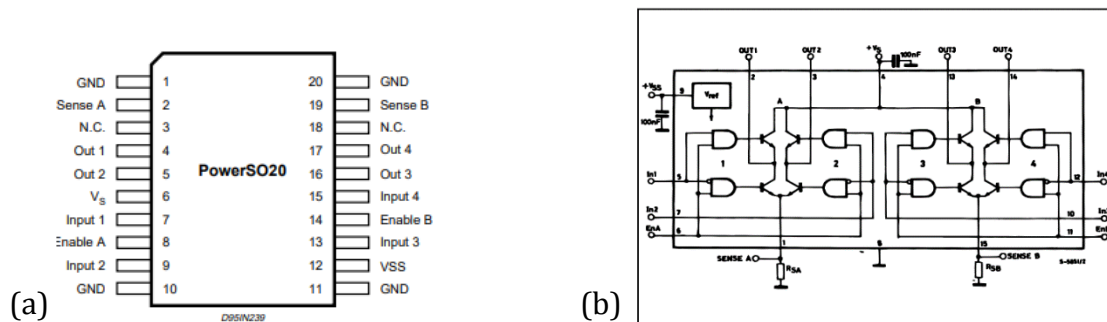 GND 1 20 GND
Sense A 2 19 Sense B
N.C. 3 18 N.C.
Out 1 4 17 Out 4
Out 2 5 PowerSO20 16 Out 3
VS 6 15 Input 4
Input 1 7 14 Enable B
Enable A 8 13 Input 3
Input 2 9 12 VSS
GND 10 11 GND
D95IN239
(a)
OUT1 OUT2 +VS 100nF OUT3 OUT4
2 3 4 13 14
+VSS 9 Vref
100nF
A B
1 2 3 4
In1 5 12 In4
In2 7 10
EnA 6 11
1 8 15
SENSE A RSA SENSE B RSB
(b)